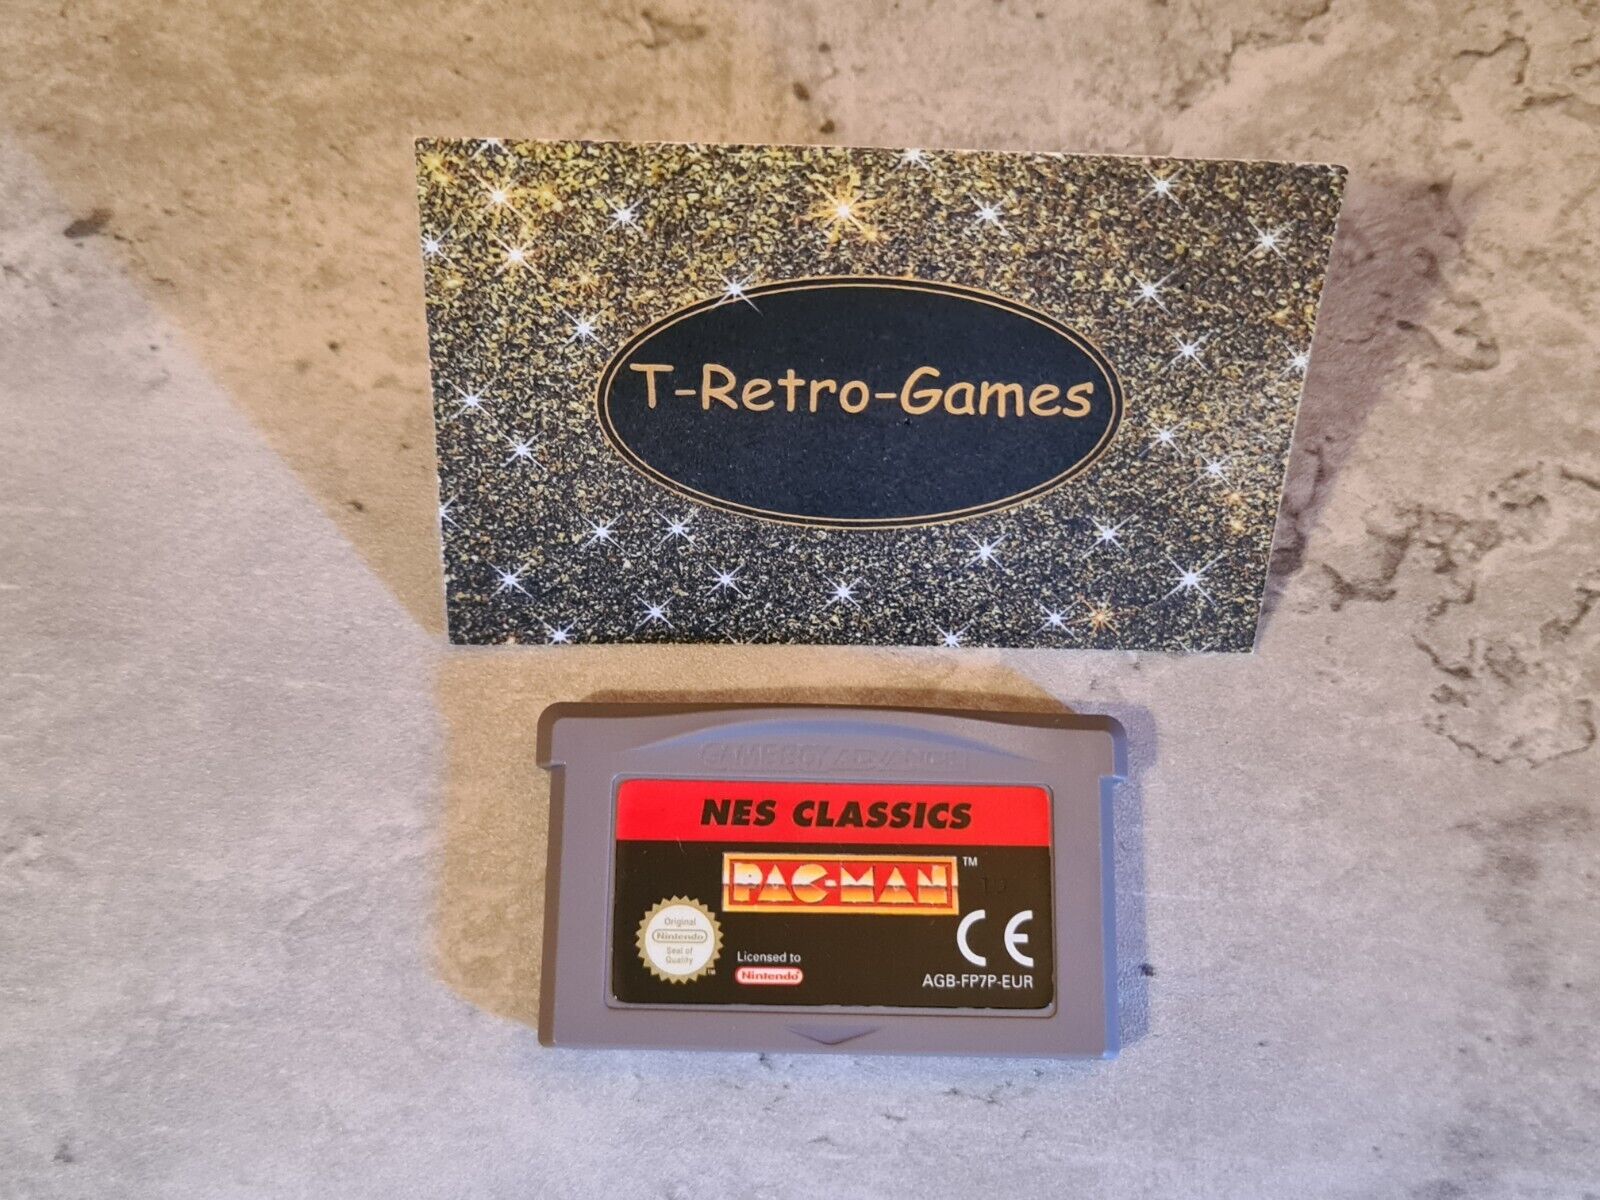 T-Retro-Games
GAME BOY ADVANCE
NES CLASSICS
PAC-MAN™
Original
Nintendo
Seal of
Quality
™
Licensed to
Nintendo
CE
AGB-FP7P-EUR